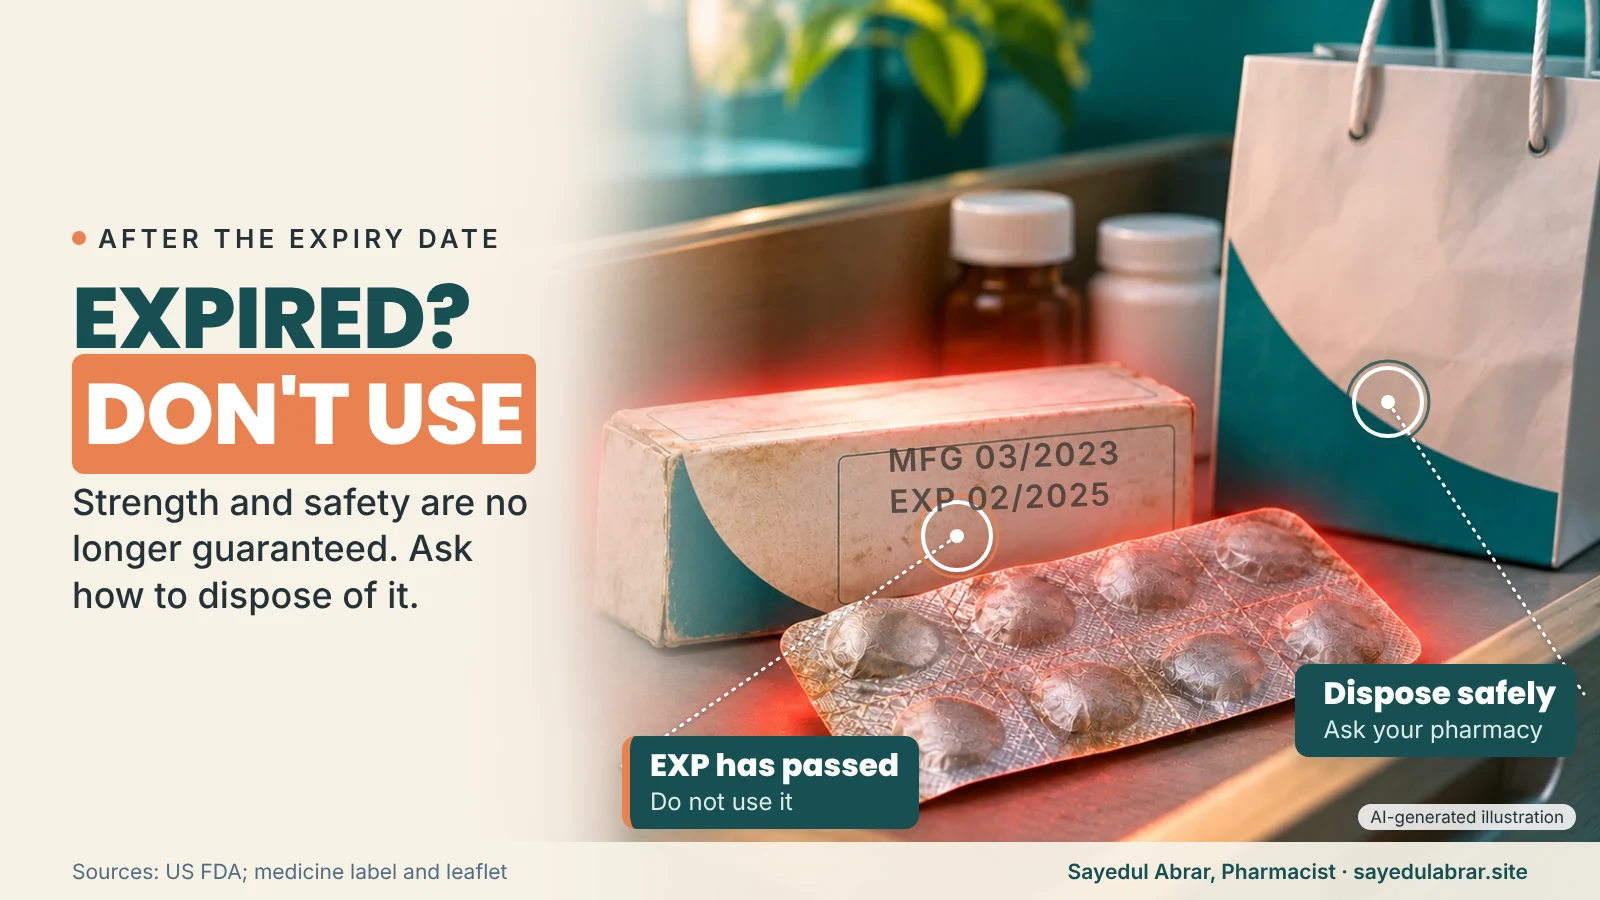 AFTER THE EXPIRY DATE
EXPIRED?
DON'T USE
Strength and safety are no
longer guaranteed. Ask
how to dispose of it.
MFG 03/2023
EXP 02/2025
EXP has passed
Do not use it
Dispose safely
Ask your pharmacy
AI-generated illustration
Sources: US FDA; medicine label and leaflet
Sayedul Abrar, Pharmacist · sayedulabrar.site